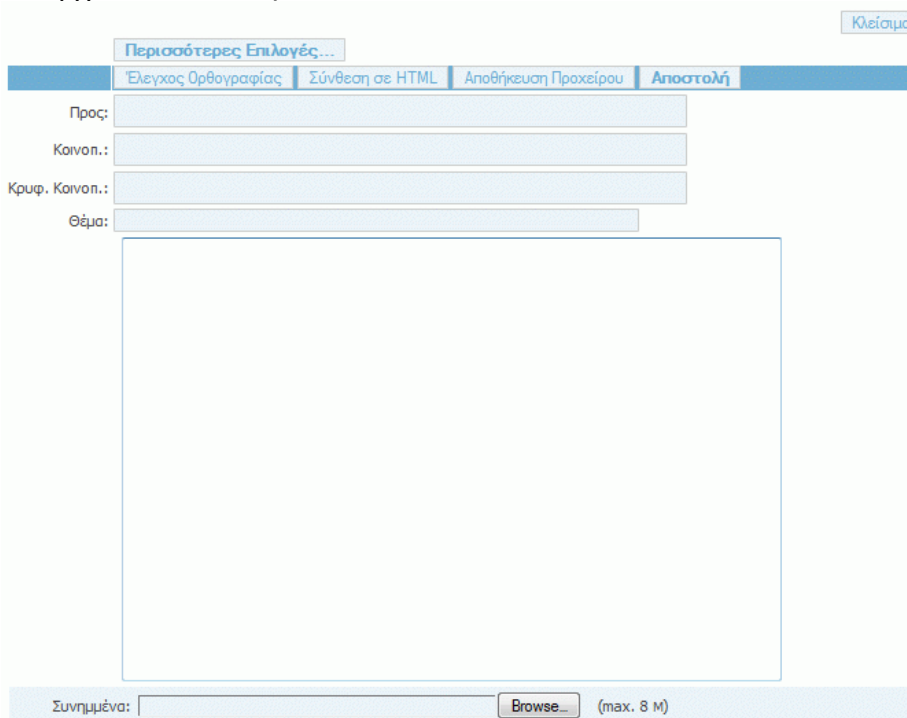 Κλείσιμο
Περισσότερες Επιλογές...
Έλεγχος Ορθογραφίας Σύνθεση σε HTML Αποθήκευση Προχείρου Αποστολή
Προς:
Κοινοπ.:
Κρυφ. Κοινοπ.:
Θέμα:
Συνημμένα: Browse... (max. 8 M)